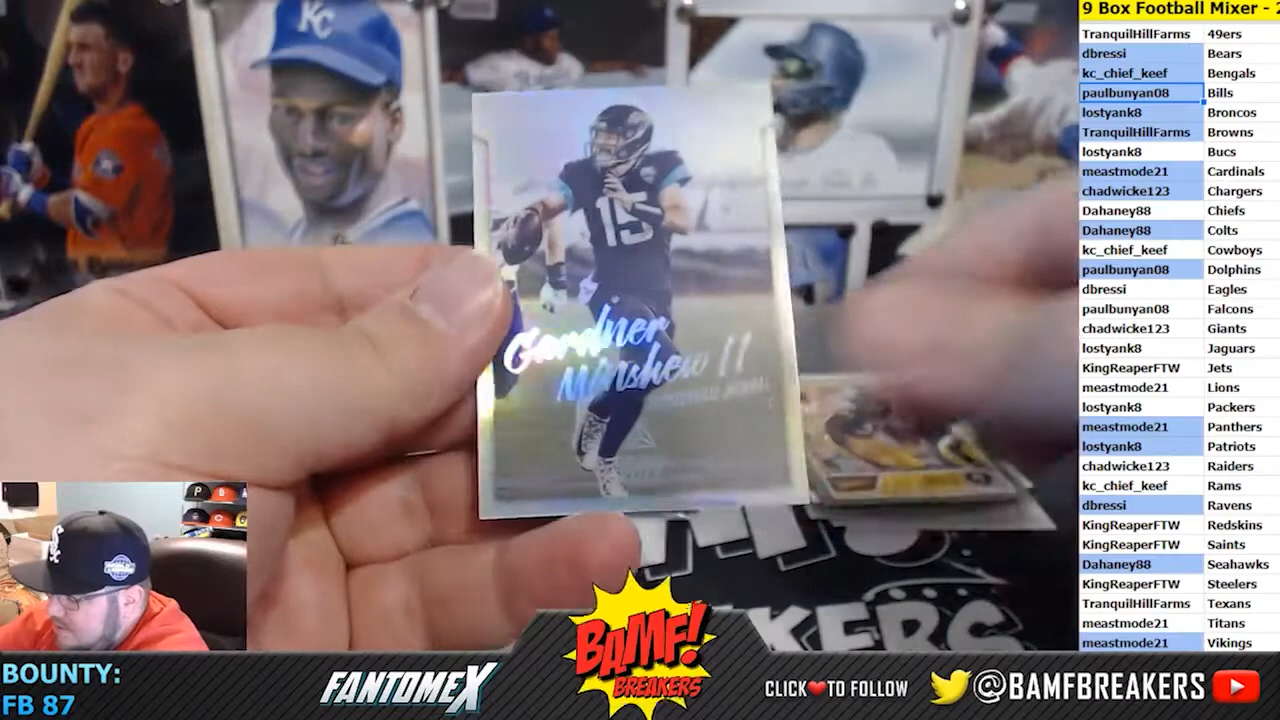 9 Box Football Mixer - 2
TranquilHillFarms 49ers
dbressi Bears
kc_chief_keef Bengals
paulbunyan08 Bills
lostyank8 Broncos
TranquilHillFarms Browns
lostyank8 Bucs
meastmode21 Cardinals
chadwicke123 Chargers
Dahaney88 Chiefs
Dahaney88 Colts
kc_chief_keef Cowboys
paulbunyan08 Dolphins
dbressi Eagles
paulbunyan08 Falcons
chadwicke123 Giants
lostyank8 Jaguars
KingReaperFTW Jets
meastmode21 Lions
lostyank8 Packers
meastmode21 Panthers
lostyank8 Patriots
chadwicke123 Raiders
kc_chief_keef Rams
dbressi Ravens
KingReaperFTW Redskins
KingReaperFTW Saints
Dahaney88 Seahawks
KingReaperFTW Steelers
TranquilHillFarms Texans
meastmode21 Titans
meastmode21 Vikings
KC
15
Gardner
Minshew II
KERS
BOUNTY:
FB 87
FANTOMEX
BAMF!
BREAKERS
CLICK TO FOLLOW
@BAMFBREAKERS